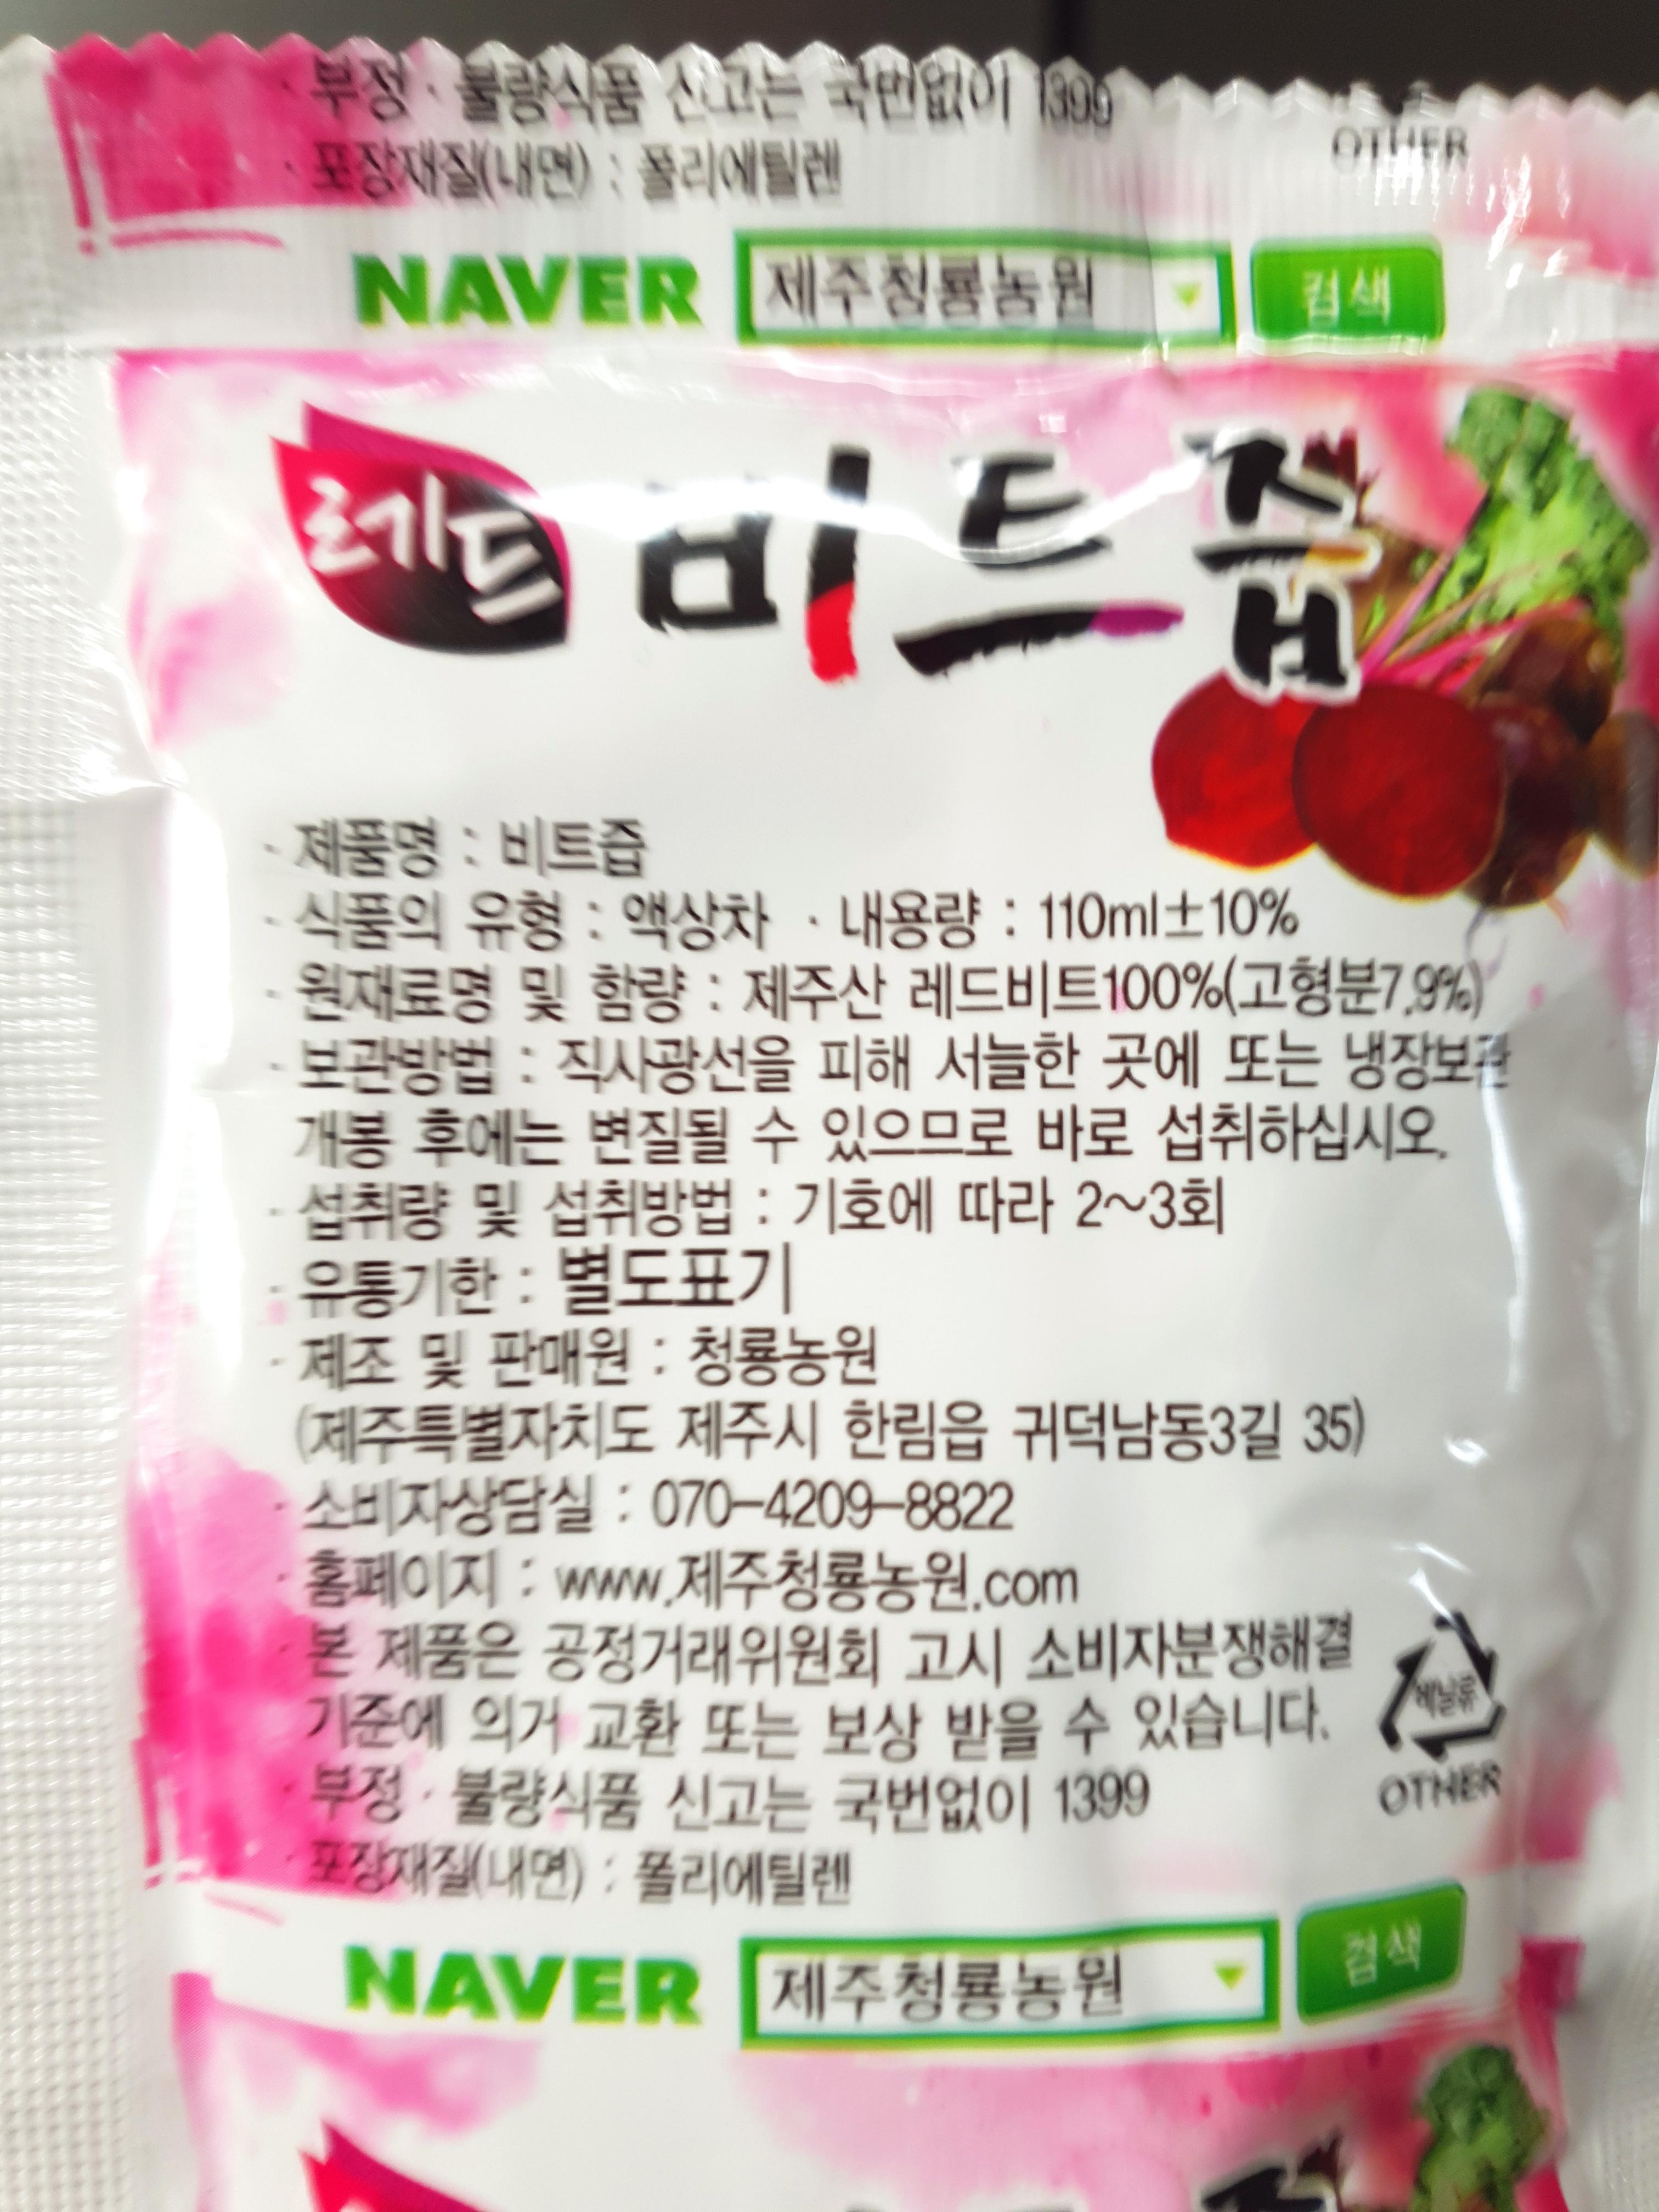 · 부정 · 불량식품 신고는 국번없이 1399
· 포장재질(내면) : 폴리에틸렌
OTHER
NAVER 제주청룡농원 검색
레드 비트즙
· 제품명 : 비트즙
· 식품의 유형 : 액상차 · 내용량 : 110ml±10%
· 원재료명 및 함량 : 제주산 레드비트100%(고형분7.9%)
· 보관방법 : 직사광선을 피해 서늘한 곳에 또는 냉장보관
개봉 후에는 변질될 수 있으므로 바로 섭취하십시오.
· 섭취량 및 섭취방법 : 기호에 따라 2~3회
· 유통기한 : 별도표기
· 제조 및 판매원 : 청룡농원
(제주특별자치도 제주시 한림읍 귀덕남동3길 35)
· 소비자상담실 : 070-4209-8822
· 홈페이지 : www.제주청룡농원.com
· 본 제품은 공정거래위원회 고시 소비자분쟁해결
기준에 의거 교환 또는 보상 받을 수 있습니다.
비닐류
OTHER
· 부정 · 불량식품 신고는 국번없이 1399
· 포장재질(내면) : 폴리에틸렌
NAVER 제주청룡농원 검색